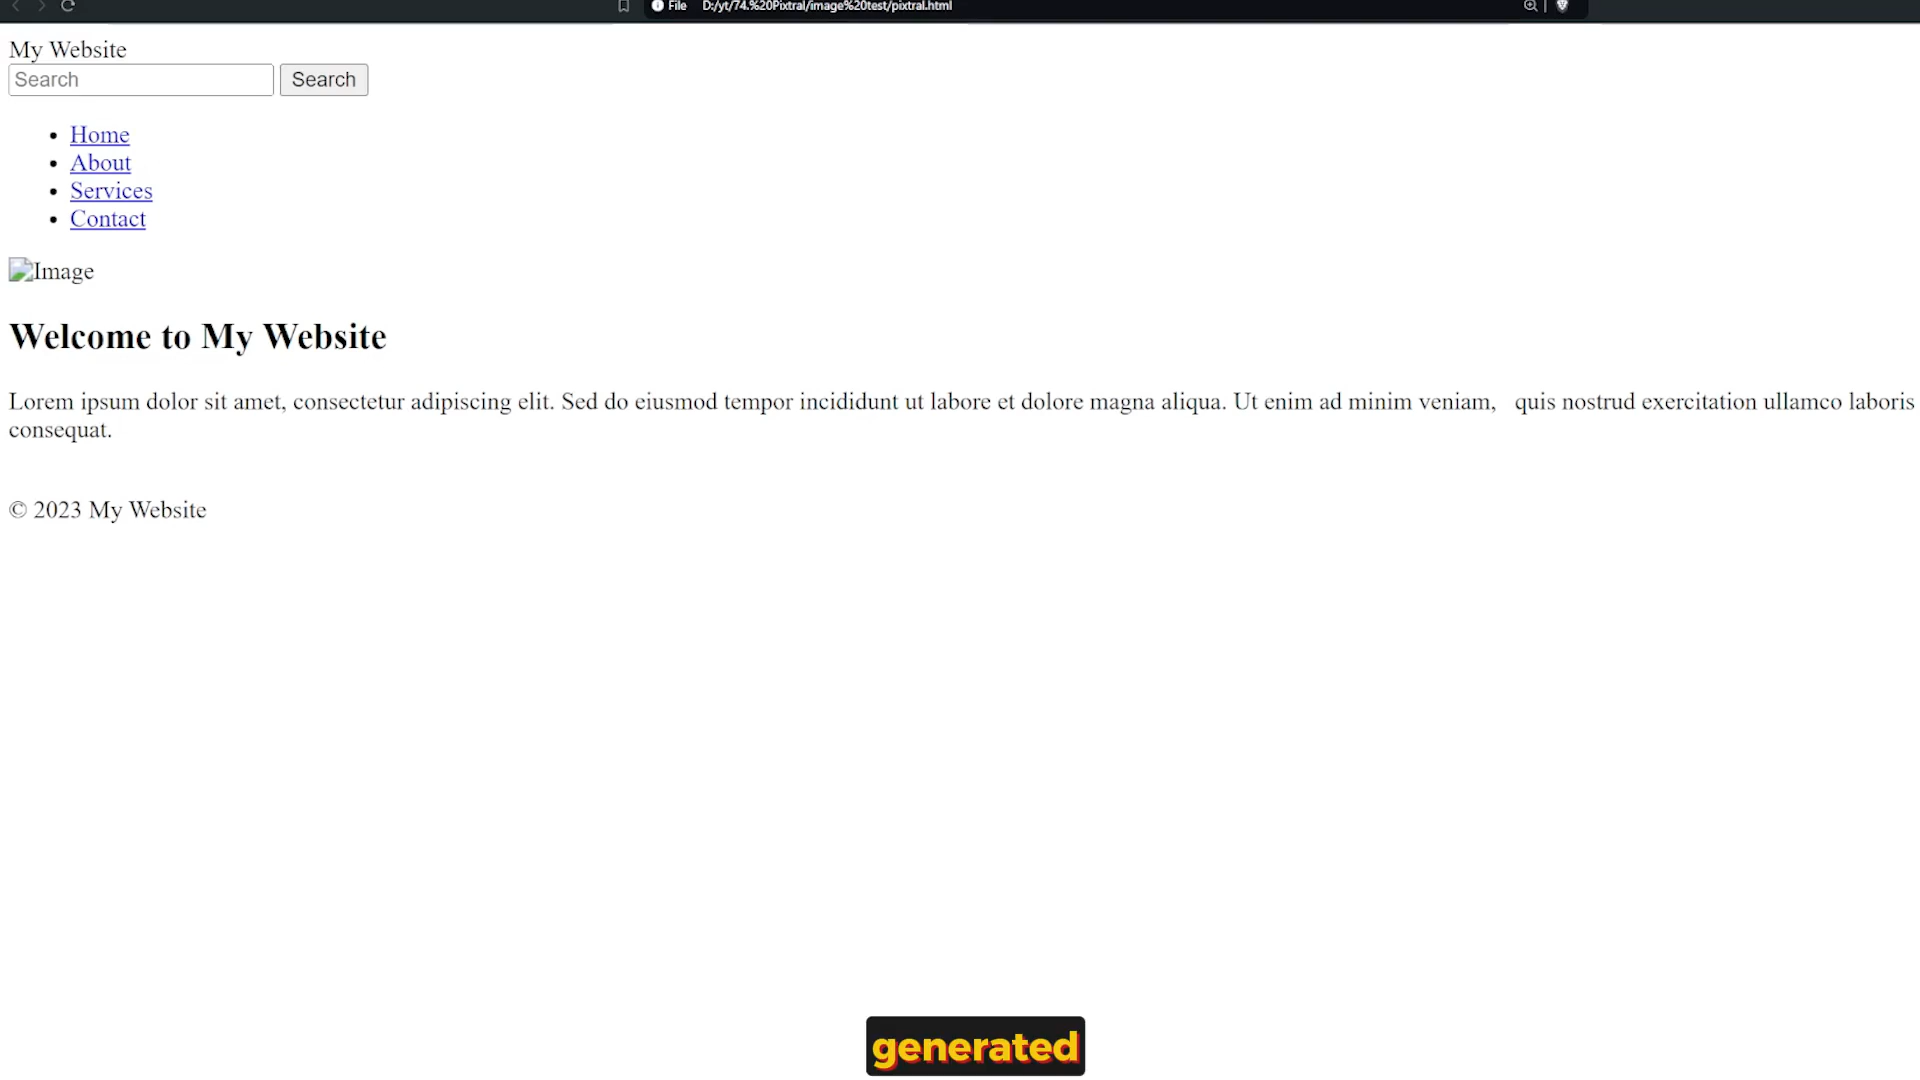 File D:/yt/74.%20Pixtral/image%20test/pixtral.html
My Website
Search Search
Home
About
Services
Contact
Image
Welcome to My Website
Lorem ipsum dolor sit amet, consectetur adipiscing elit. Sed do eiusmod tempor incididunt ut labore et dolore magna aliqua. Ut enim ad minim veniam, quis nostrud exercitation ullamco laboris
consequat.
© 2023 My Website
generated